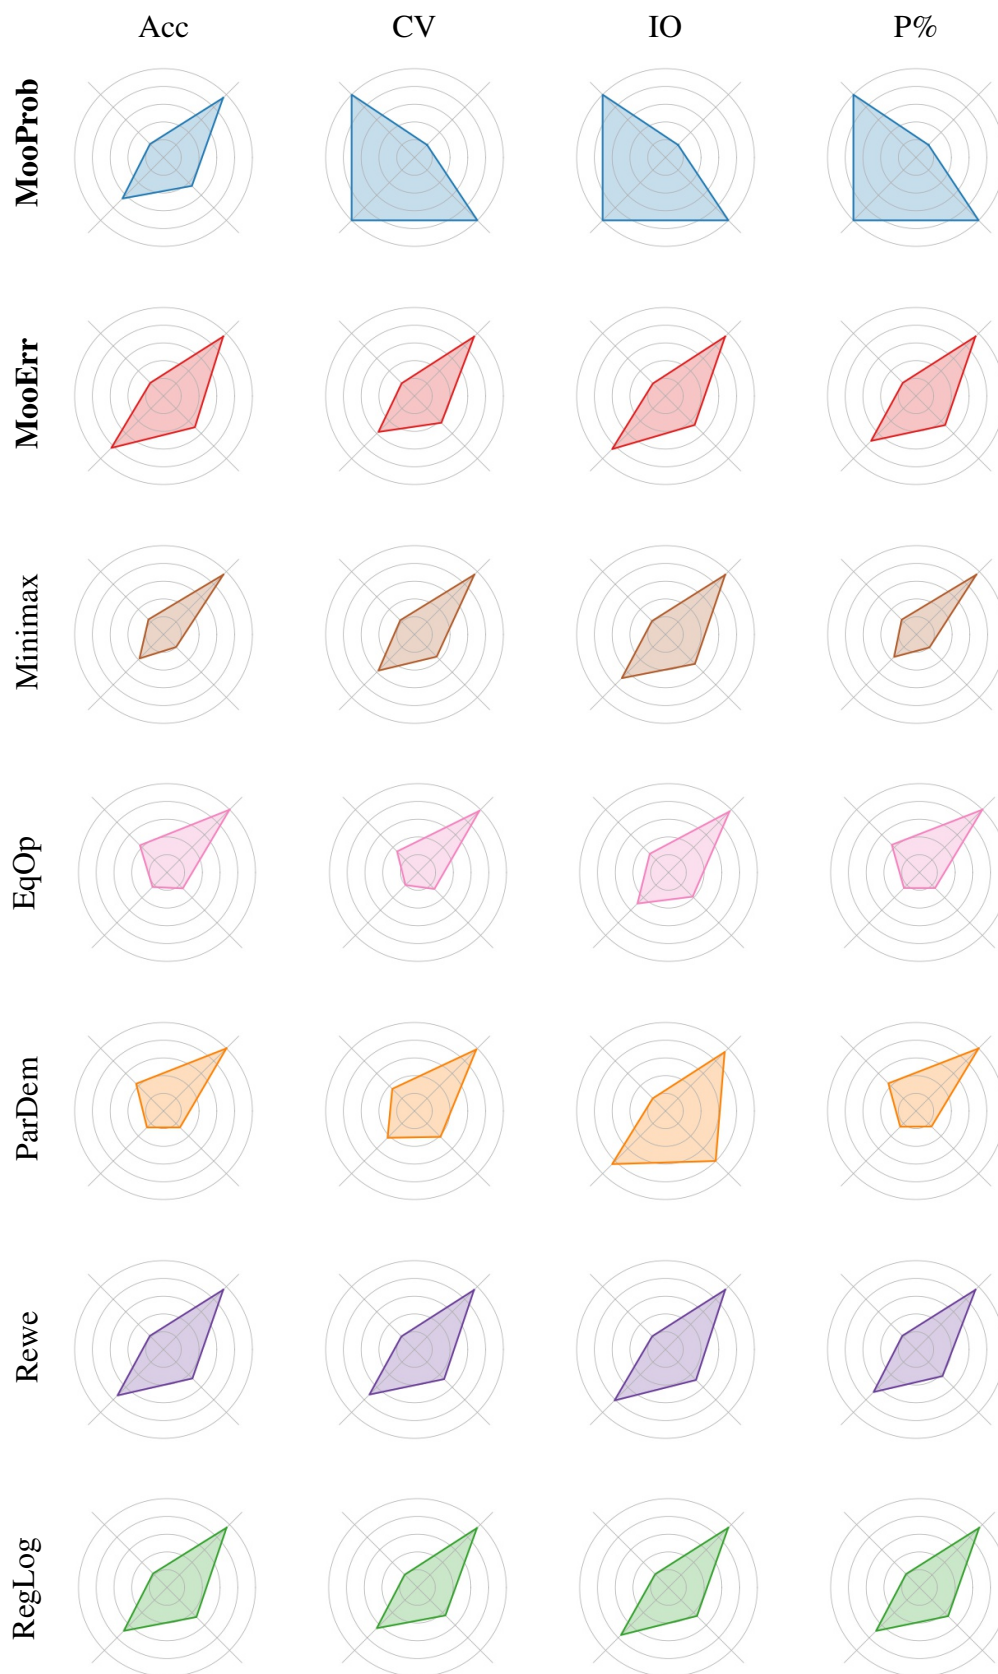 Acc CV IO P%
MooProb
MooErr
Minimax
EqOp
ParDem
Rewe
RegLog